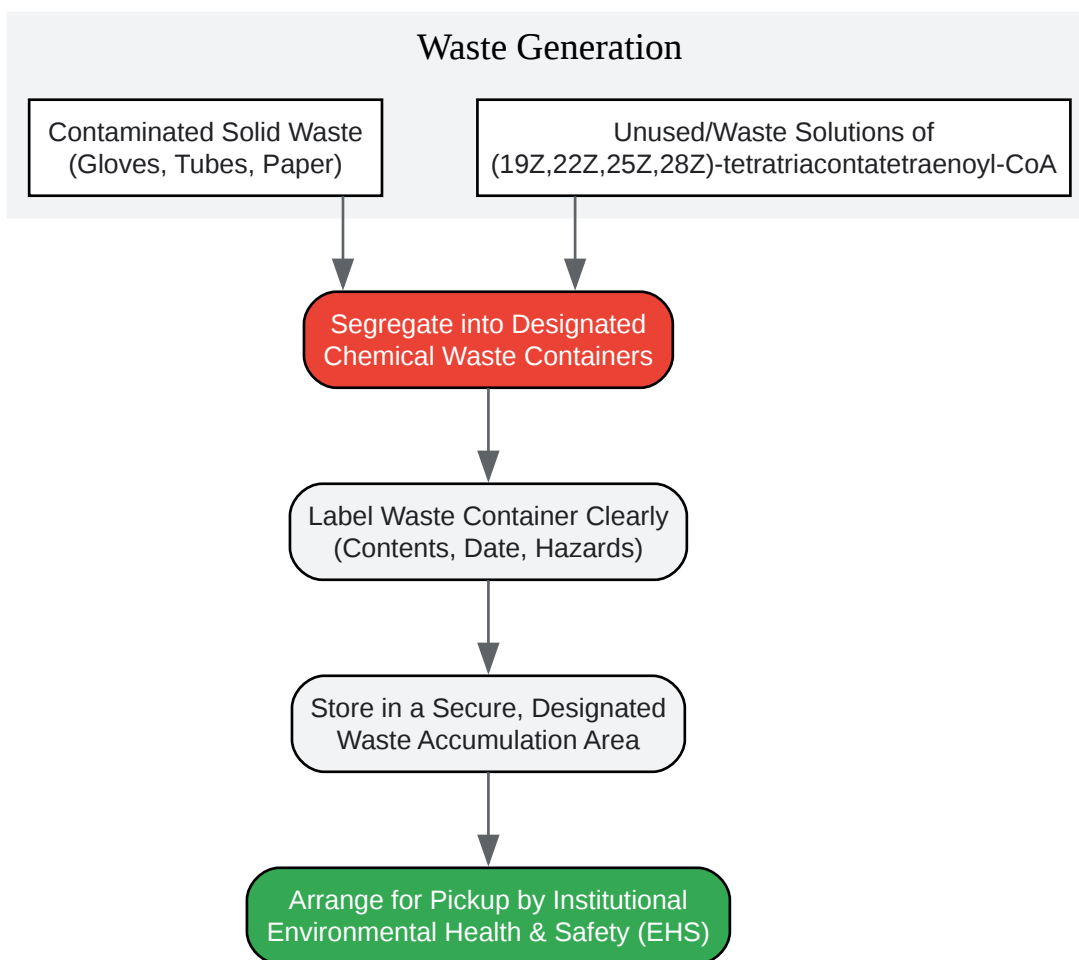 Waste Generation
Contaminated Solid Waste
(Gloves, Tubes, Paper)
Unused/Waste Solutions of
(19Z,22Z,25Z,28Z)-tetratriacontatetraenoyl-CoA
Segregate into Designated
Chemical Waste Containers
Label Waste Container Clearly
(Contents, Date, Hazards)
Store in a Secure, Designated
Waste Accumulation Area
Arrange for Pickup by Institutional
Environmental Health & Safety (EHS)